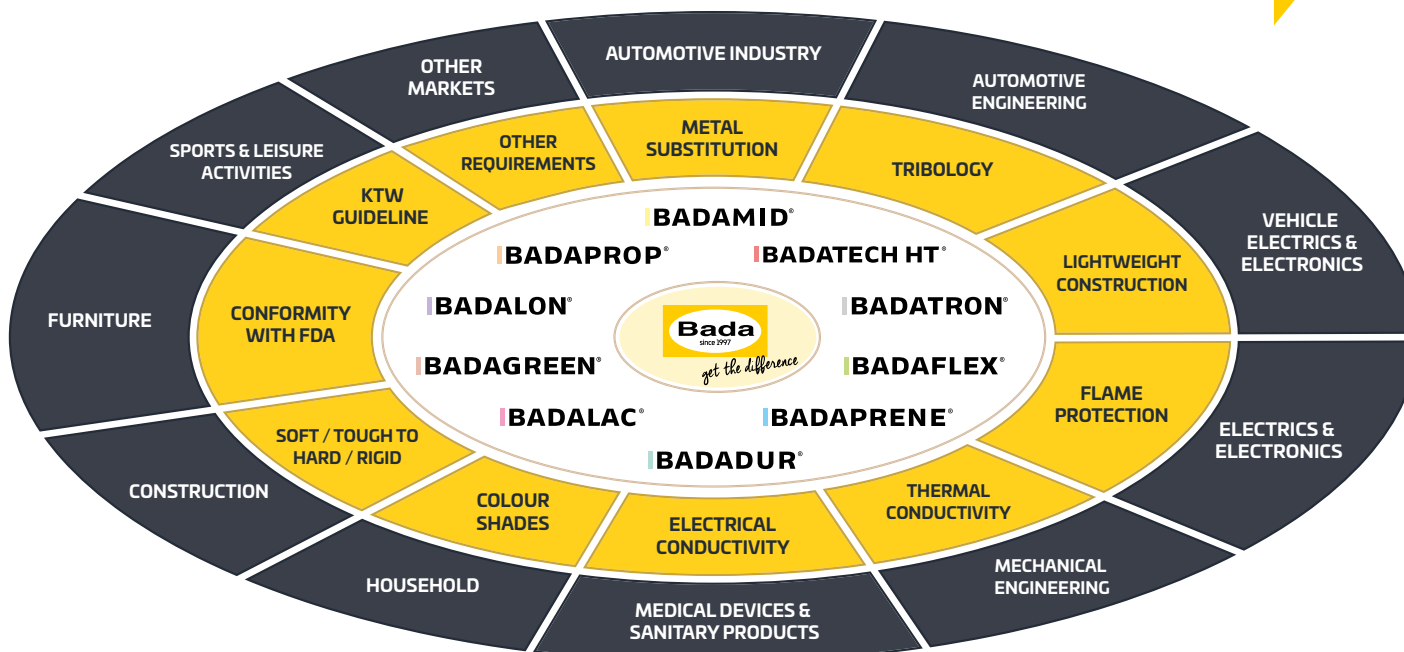 AUTOMOTIVE INDUSTRY
AUTOMOTIVE
ENGINEERING
VEHICLE
ELECTRICS &
ELECTRONICS
ELECTRICS &
ELECTRONICS
MECHANICAL
ENGINEERING
MEDICAL DEVICES &
SANITARY PRODUCTS
HOUSEHOLD
CONSTRUCTION
FURNITURE
SPORTS & LEISURE
ACTIVITIES
OTHER
MARKETS
METAL
SUBSTITUTION
TRIBOLOGY
LIGHTWEIGHT
CONSTRUCTION
FLAME
PROTECTION
THERMAL
CONDUCTIVITY
ELECTRICAL
CONDUCTIVITY
COLOUR
SHADES
SOFT / TOUGH TO
HARD / RIGID
CONFORMITY
WITH FDA
KTW
GUIDELINE
OTHER
REQUIREMENTS
BADAMID®
BADAPROP®
BADATECH HT®
BADALON®
BADATRON®
BADAGREEN®
BADAFLEX®
BADALAC®
BADAPRENE®
BADADUR®
Bada
since 1997
get the difference